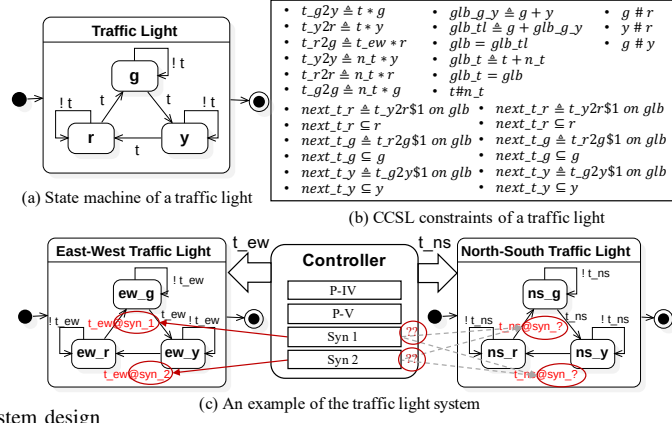 Traffic Light
! t
g
! t
t
t
! t
r
t
y
(a) State machine of a traffic light
• t_g2y ≜ t * g
• t_y2r ≜ t * y
• t_r2g ≜ t_ew * r
• t_y2y ≜ n_t * y
• t_r2r ≜ n_t * r
• t_g2g ≜ n_t * g
• glb_g_y ≜ g + y
• glb_tl ≜ g + glb_g_y
• glb = glb_tl
• glb_t ≜ t + n_t
• glb_t = glb
• t#n_t
• g # r
• y # r
• g # y
• next_t_r ≜ t_y2r$1 on glb
• next_t_r ⊆ r
• next_t_g ≜ t_r2g$1 on glb
• next_t_g ⊆ g
• next_t_y ≜ t_g2y$1 on glb
• next_t_y ⊆ y
• next_t_r ≜ t_y2r$1 on glb
• next_t_r ⊆ r
• next_t_g ≜ t_r2g$1 on glb
• next_t_g ⊆ g
• next_t_y ≜ t_g2y$1 on glb
• next_t_y ⊆ y
(b) CCSL constraints of a traffic light
East-West Traffic Light
! t_ew
ew_g
! t_ew
t_ew
! t_ew
t_ew@syn_1
ew_r
ew_y
t_ew@syn_2
t_ew
Controller
P-IV
P-V
Syn 1
??
Syn 2
??
t_ns
North-South Traffic Light
! t_ns
ns_g
! t_ns
t_ns
! t_ns
t_ns@syn_?
ns_r
ns_y
t_ns@syn_?
(c) An example of the traffic light system
stem design